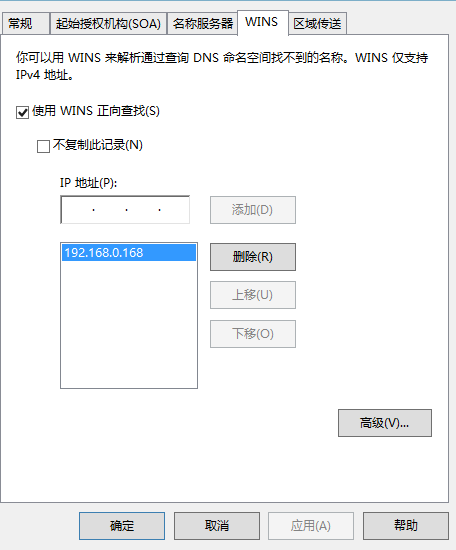 常规 起始授权机构(SOA) 名称服务器 WINS 区域传送
你可以用 WINS 来解析通过查询 DNS 命名空间找不到的名称。WINS 仅支持
IPv4 地址。
使用 WINS 正向查找(S)
不复制此记录(N)
IP 地址(P):
. . . 添加(D)
192.168.0.168 删除(R)
上移(U)
下移(O)
高级(V)...
确定 取消 应用(A) 帮助